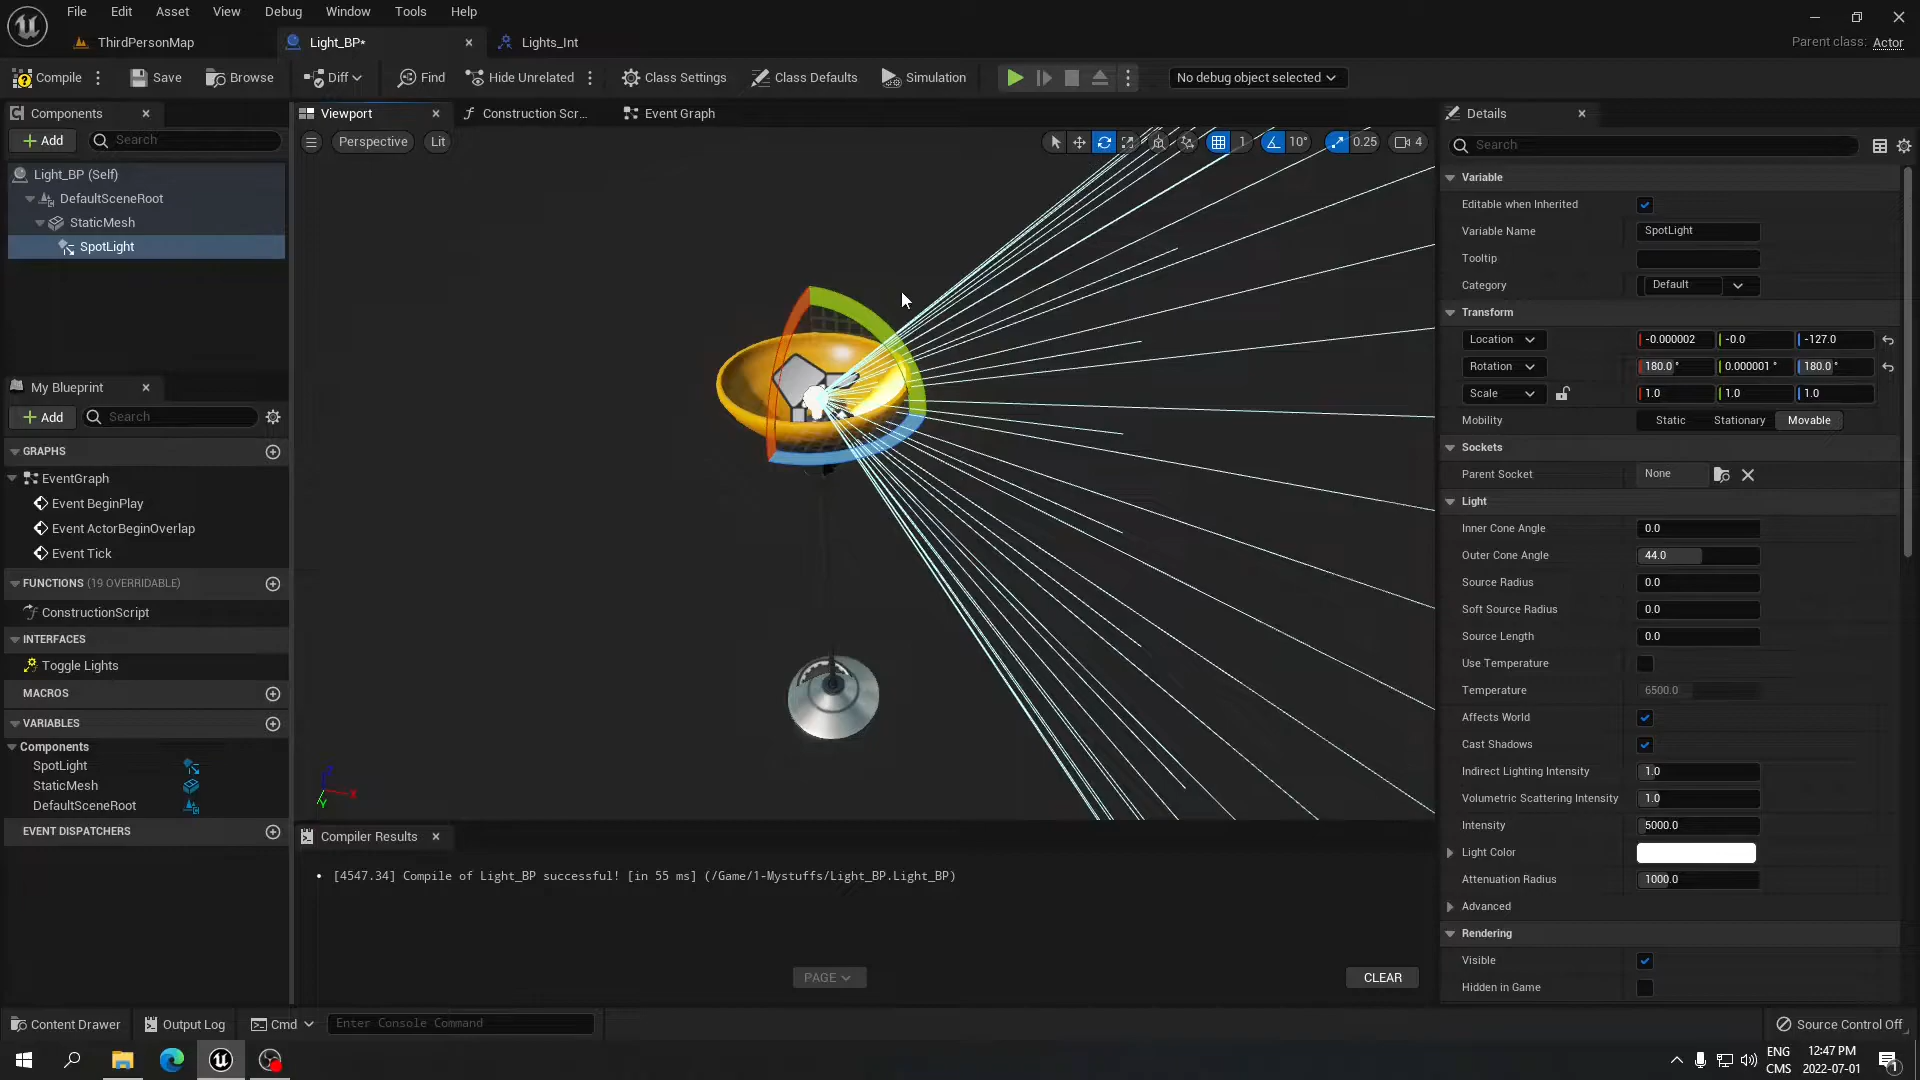 File Edit Asset View Debug Window Tools Help
ThirdPersonMap Light_BP* Lights_Int
Parent class: Actor
Compile Save Browse Diff Find Hide Unrelated Class Settings Class Defaults Simulation No debug object selected
Components
Add Search
Light_BP (Self)
DefaultSceneRoot
StaticMesh
SpotLight
My Blueprint
Add Search
GRAPHS
EventGraph
Event BeginPlay
Event ActorBeginOverlap
Event Tick
FUNCTIONS (19 OVERRIDABLE)
ConstructionScript
INTERFACES
Toggle Lights
MACROS
VARIABLES
Components
SpotLight
StaticMesh
DefaultSceneRoot
EVENT DISPATCHERS
Viewport Construction Scr... Event Graph
Perspective Lit 1 10° 0.25 4
X
Y
Compiler Results
• [4547.34] Compile of Light_BP successful! [in 55 ms] (/Game/1-Mystuffs/Light_BP.Light_BP)
PAGE CLEAR
Details
Search
Variable
Editable when Inherited
Variable Name SpotLight
Tooltip
Category Default
Transform
Location -0.000002 -0.0 -127.0
Rotation 180.0° 0.000001° 180.0°
Scale 1.0 1.0 1.0
Mobility Static Stationary Movable
Sockets
Parent Socket None
Light
Inner Cone Angle 0.0
Outer Cone Angle 44.0
Source Radius 0.0
Soft Source Radius 0.0
Source Length 0.0
Use Temperature
Temperature 6500.0
Affects World
Cast Shadows
Indirect Lighting Intensity 1.0
Volumetric Scattering Intensity 1.0
Intensity 5000.0
Light Color
Attenuation Radius 1000.0
Advanced
Rendering
Visible
Hidden in Game
Content Drawer Output Log Cmd Enter Console Command Source Control Off
ENG 12:47 PM
CMS 2022-07-01
1